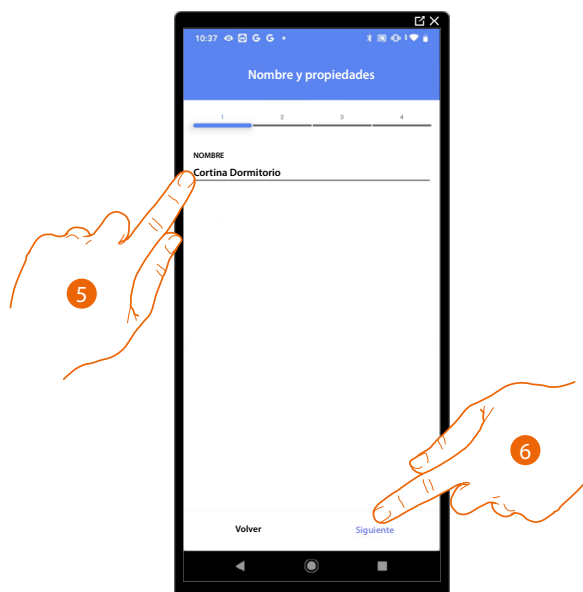 10:37 G G
Nombre y propiedades
1 2 3 4
NOMBRE
Cortina Dormitorio
5
6
Volver Siguiente